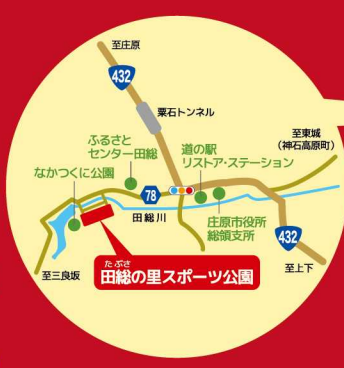 至庄原
432
粟石トンネル
至東城
（神石高原町）
ふるさと
センター田総
道の駅
リストア・ステーション
なかつくに公園
78
田総川
庄原市役所
総領支所
432
至上下
至三良坂
たぶさ
田総の里スポーツ公園